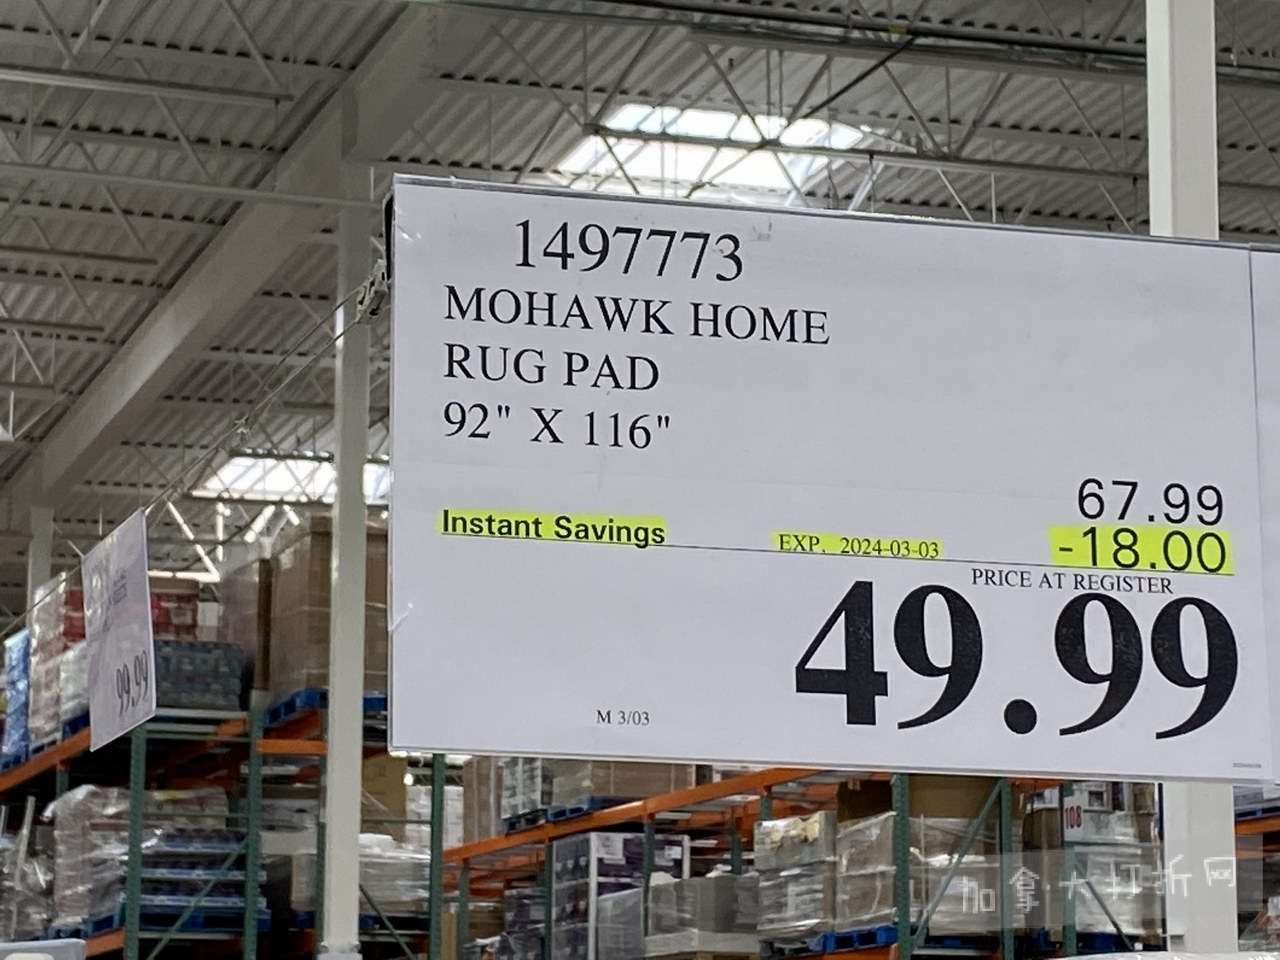 1497773
MOHAWK HOME
RUG PAD
92" X 116"
67.99
Instant Savings EXP. 2024-03-03 -18.00
PRICE AT REGISTER
49.99
M 3/03
99.99
108
加拿大打折网